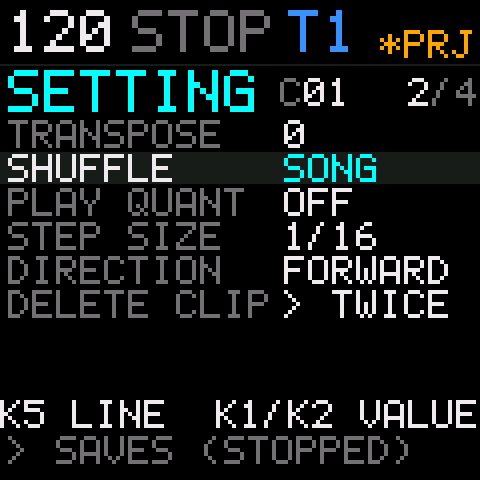 120 STOP T1 *PRJ
SETTING C01 2/4
TRANSPOSE 0
SHUFFLE SONG
PLAY QUANT OFF
STEP SIZE 1/16
DIRECTION FORWARD
DELETE CLIP > TWICE
K5 LINE K1/K2 VALUE
> SAVES (STOPPED)